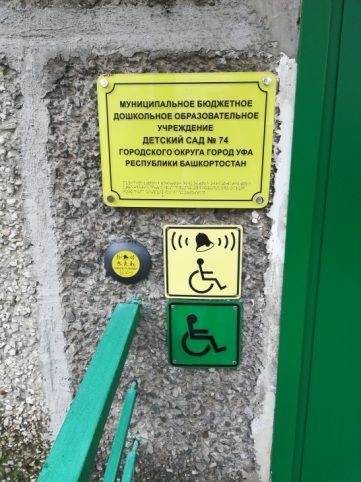 МУНИЦИПАЛЬНОЕ БЮДЖЕТНОЕ
ДОШКОЛЬНОЕ ОБРАЗОВАТЕЛЬНОЕ
УЧРЕЖДЕНИЕ
ДЕТСКИЙ САД № 74
ГОРОДСКОГО ОКРУГА ГОРОД УФА
РЕСПУБЛИКИ БАШКОРТОСТАН